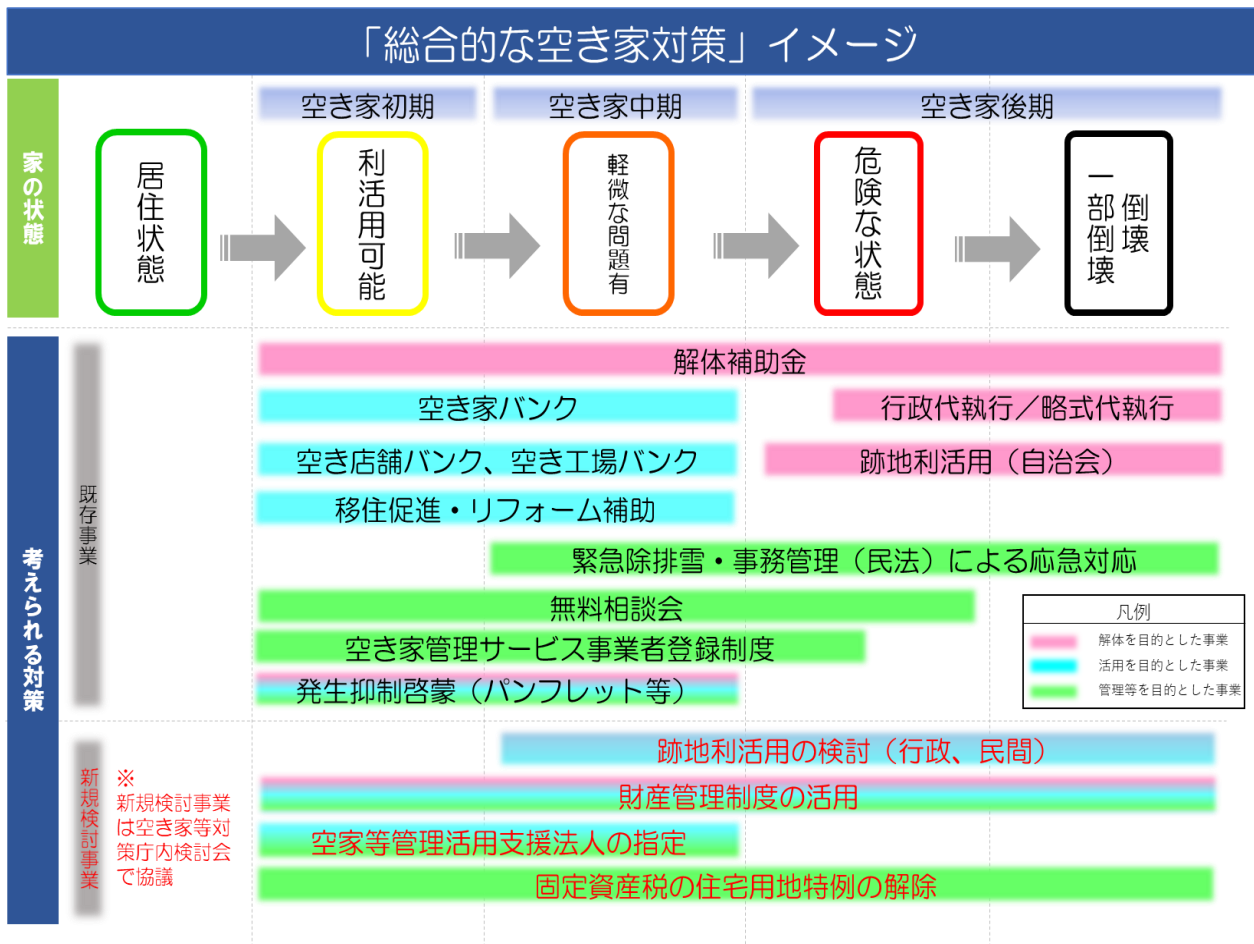 「総合的な空き家対策」イメージ
家の状態
空き家初期
空き家中期
空き家後期
居住状態
利活用可能
軽微な問題有
危険な状態
倒壊
一部倒壊
考えられる対策
既存事業
解体補助金
空き家バンク
行政代執行／略式代執行
空き店舗バンク、空き工場バンク
跡地利活用（自治会）
移住促進・リフォーム補助
緊急除排雪・事務管理（民法）による応急対応
無料相談会
空き家管理サービス事業者登録制度
発生抑制啓蒙（パンフレット等）
凡例
解体を目的とした事業
活用を目的とした事業
管理等を目的とした事業
新規検討事業
※
新規検討事業
は空き家等対
策庁内検討会
で協議
跡地利活用の検討（行政、民間）
財産管理制度の活用
空家等管理活用支援法人の指定
固定資産税の住宅用地特例の解除